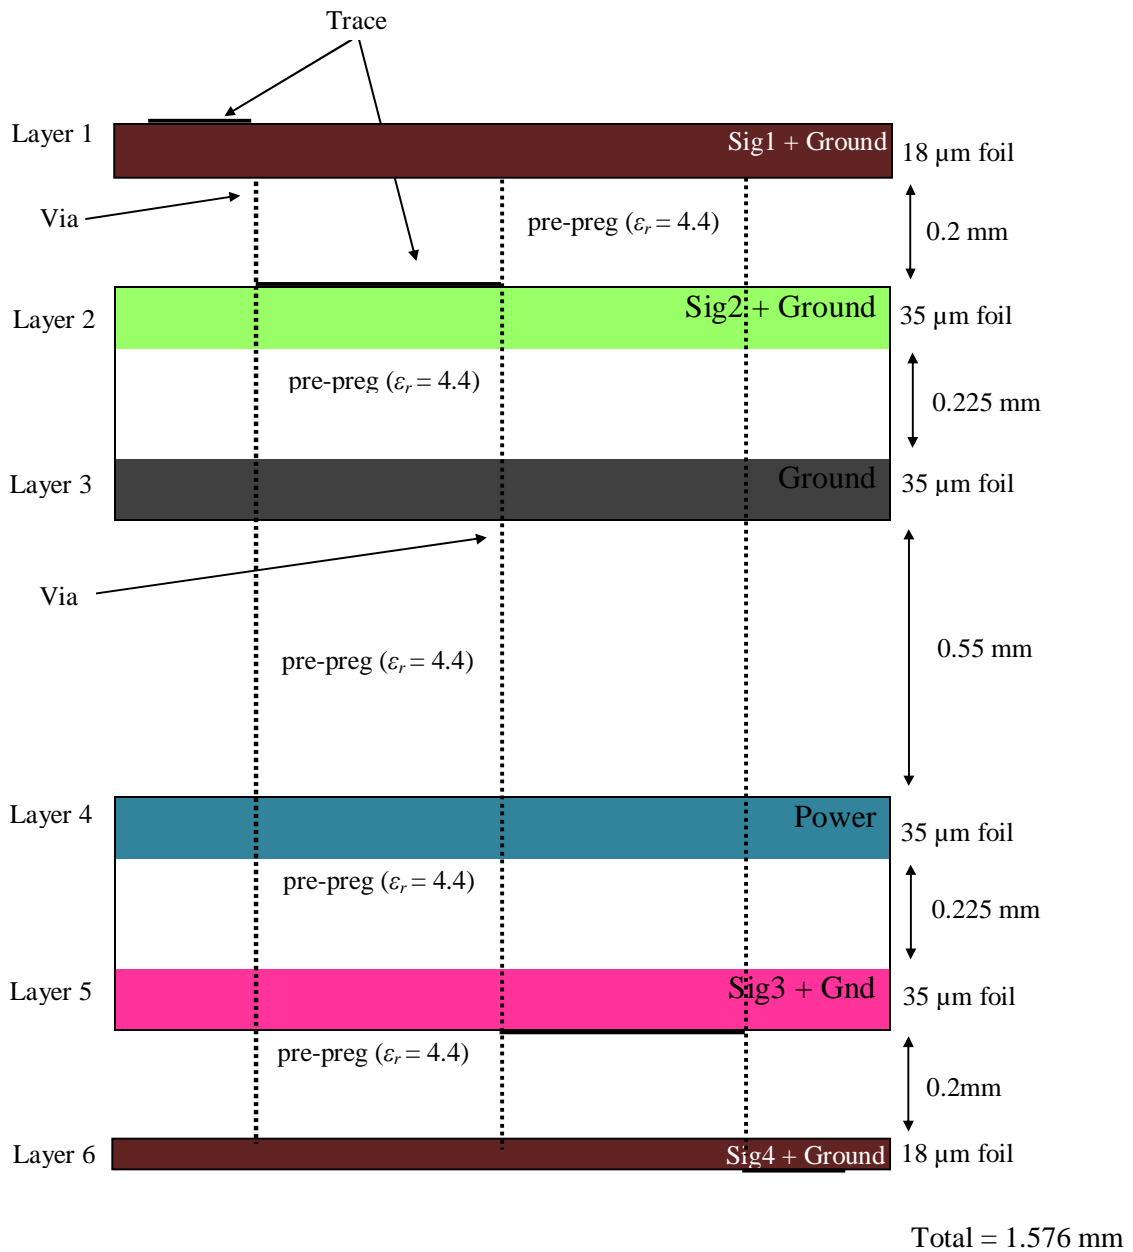 Trace
Layer 1
Sig1 + Ground
18 µm foil
Via
pre-preg (εr = 4.4)
0.2 mm
Layer 2
Sig2 + Ground
35 µm foil
pre-preg (εr = 4.4)
0.225 mm
Layer 3
Ground
35 µm foil
Via
pre-preg (εr = 4.4)
0.55 mm
Layer 4
Power
35 µm foil
pre-preg (εr = 4.4)
0.225 mm
Layer 5
Sig3 + Gnd
35 µm foil
pre-preg (εr = 4.4)
0.2mm
Layer 6
Sig4 + Ground
18 µm foil
Total = 1.576 mm